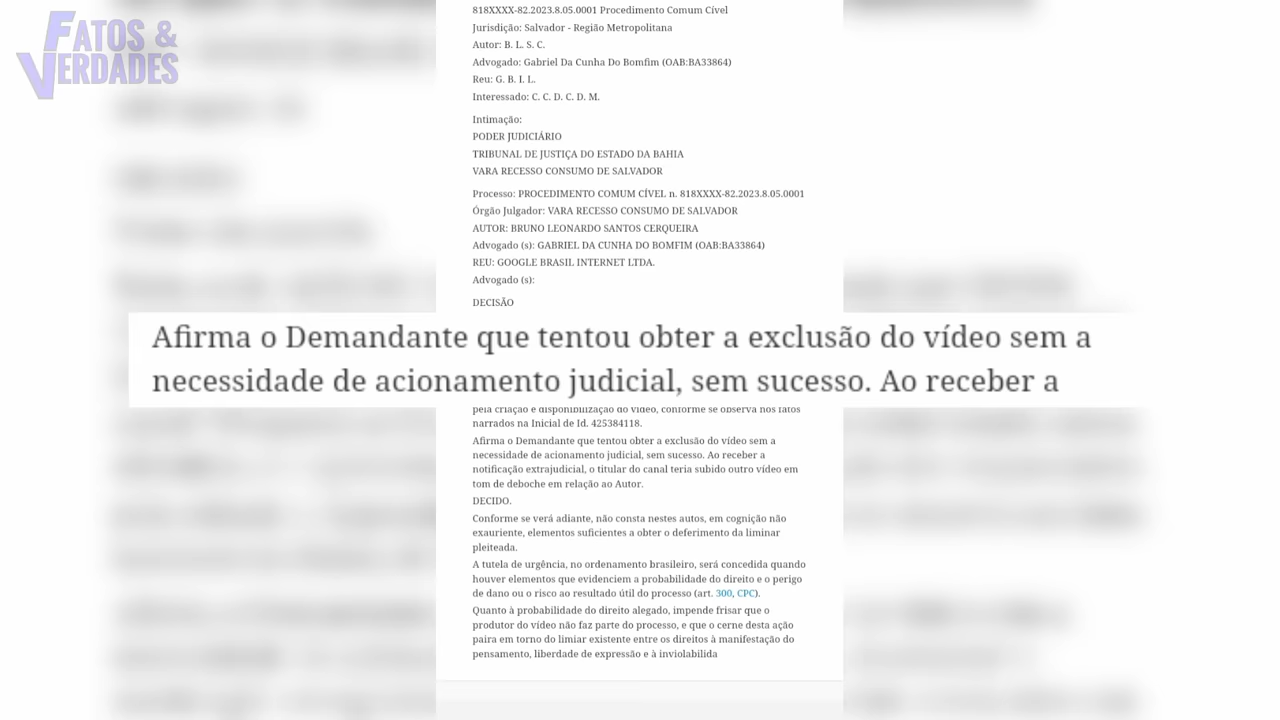 FATOS &
VERDADES
818XXXX-82.2023.8.05.0001 Procedimento Comum Cível
Jurisdição: Salvador - Região Metropolitana
Autor: B. L. S. C.
Advogado: Gabriel Da Cunha Do Bomfim (OAB:BA33864)
Reu: G. B. I. L.
Interessado: C. C. D. C. D. M.
Intimação:
PODER JUDICIÁRIO
TRIBUNAL DE JUSTIÇA DO ESTADO DA BAHIA
VARA RECESSO CONSUMO DE SALVADOR
Processo: PROCEDIMENTO COMUM CÍVEL n. 818XXXX-82.2023.8.05.0001
Órgão Julgador: VARA RECESSO CONSUMO DE SALVADOR
AUTOR: BRUNO LEONARDO SANTOS CERQUEIRA
Advogado (s): GABRIEL DA CUNHA DO BOMFIM (OAB:BA33864)
REU: GOOGLE BRASIL INTERNET LTDA.
Advogado (s):
DECISÃO
Afirma o Demandante que tentou obter a exclusão do vídeo sem a
necessidade de acionamento judicial, sem sucesso. Ao receber a
pela criação e disponibilização do vídeo, conforme se observa nos fatos
narrados na Inicial de Id. 425384118.
Afirma o Demandante que tentou obter a exclusão do vídeo sem a
necessidade de acionamento judicial, sem sucesso. Ao receber a
notificação extrajudicial, o titular do canal teria subido outro vídeo em
tom de deboche em relação ao Autor.
DECIDO.
Conforme se verá adiante, não consta nestes autos, em cognição não
exauriente, elementos suficientes a obter o deferimento da liminar
pleiteada.
A tutela de urgência, no ordenamento brasileiro, será concedida quando
houver elementos que evidenciem a probabilidade do direito e o perigo
de dano ou o risco ao resultado útil do processo (art. 300, CPC).
Quanto à probabilidade do direito alegado, impende frisar que o
produtor do vídeo não faz parte do processo, e que o cerne desta ação
paira em torno do limiar existente entre os direitos à manifestação do
pensamento, liberdade de expressão e à inviolabilida